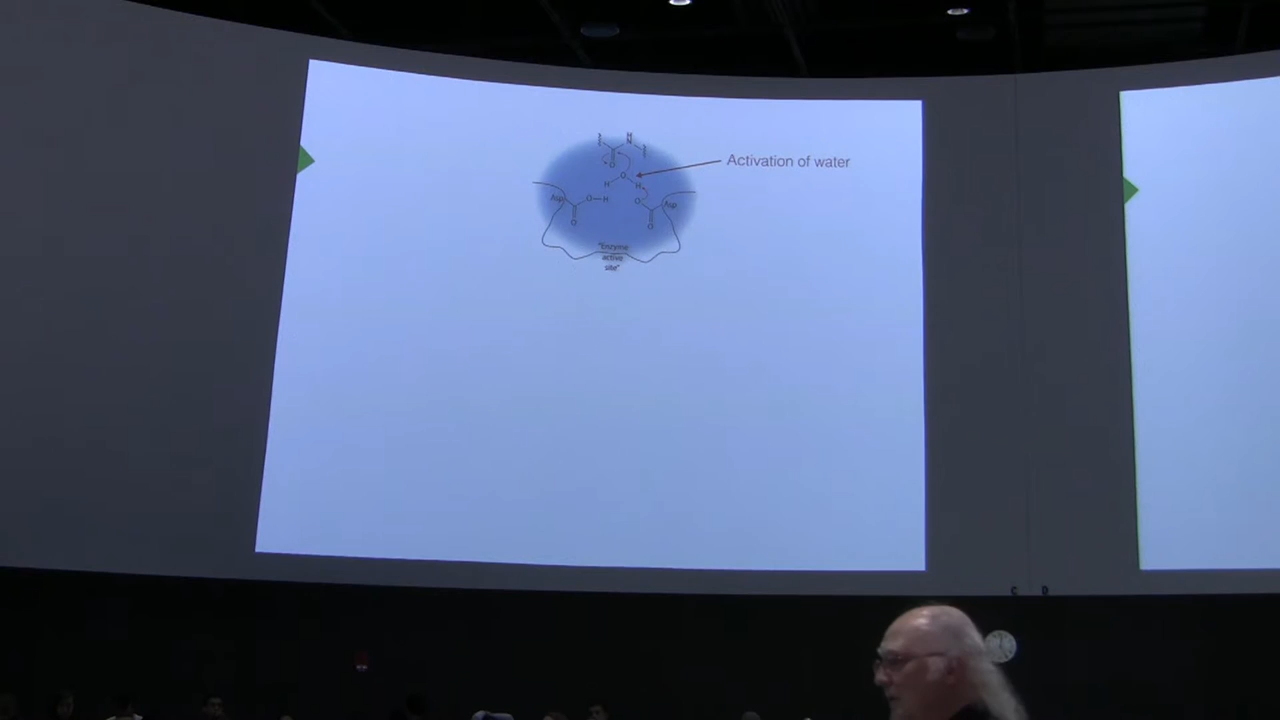 H
N
O
Activation of water
O
H
H
Asp
O—H
O
Asp
O
O
"Enzyme
active
site"
C D